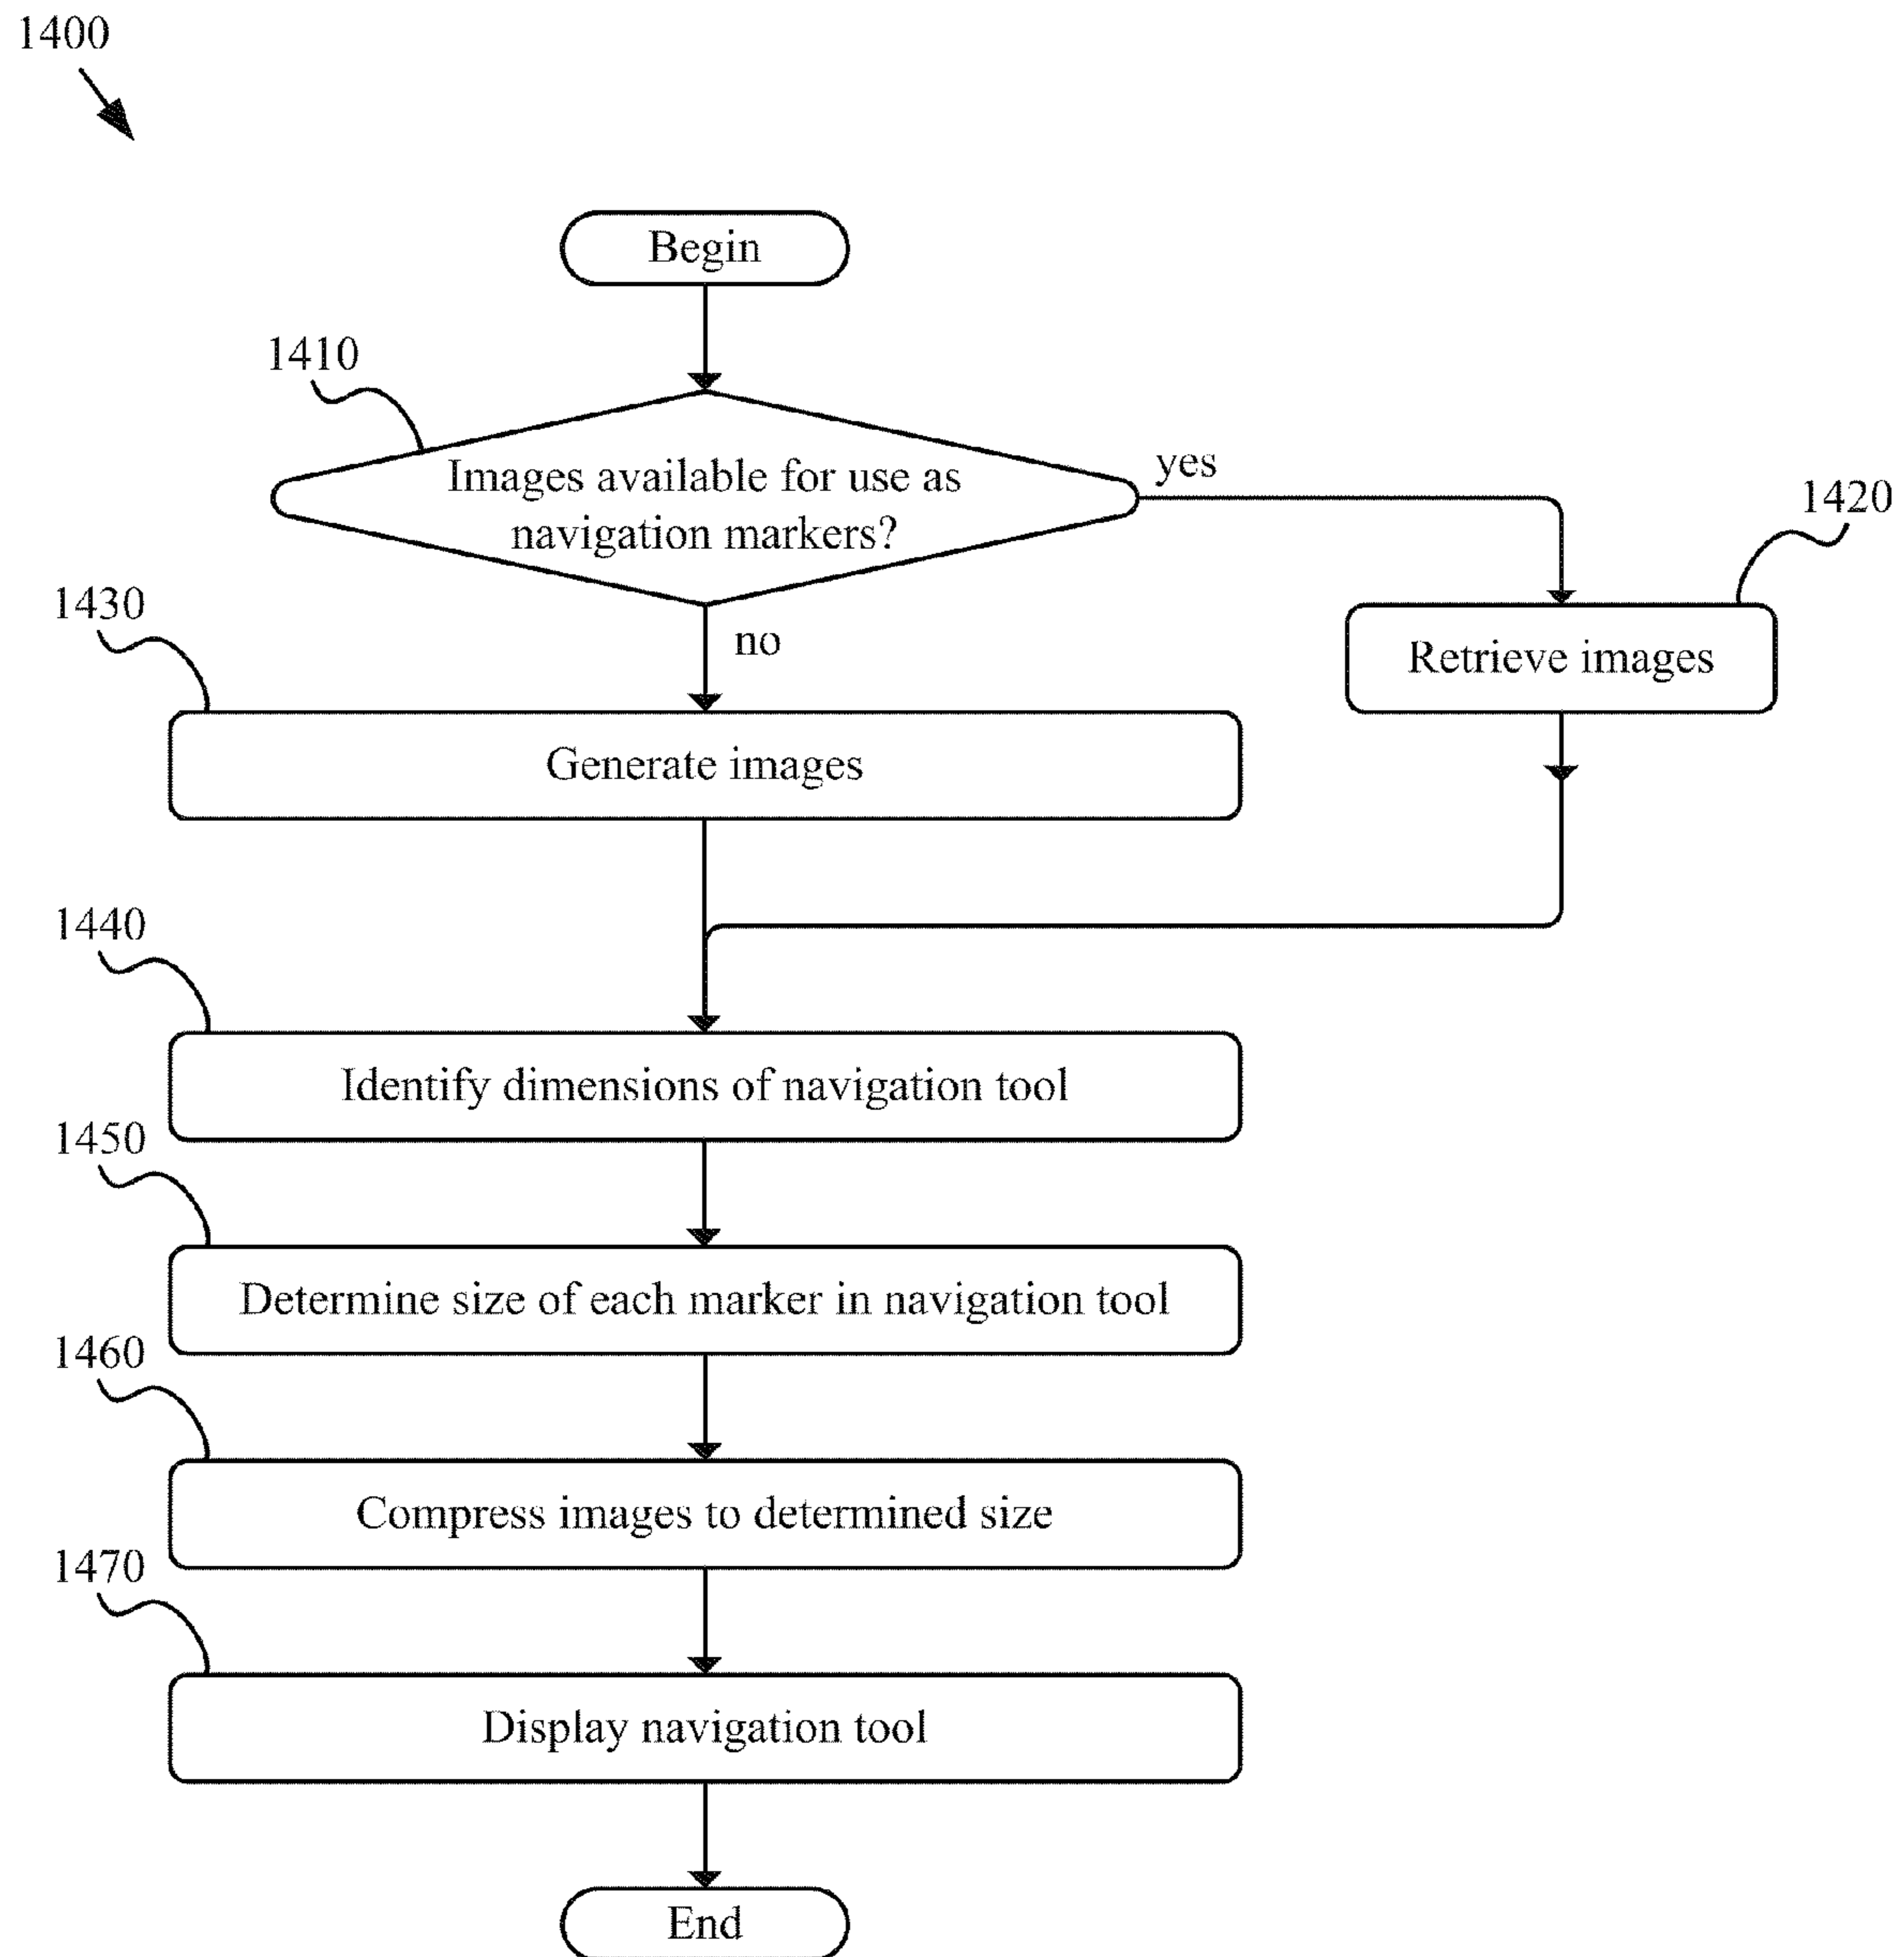 1400
Begin
1410
Images available for use as
navigation markers?
yes
1420
Retrieve images
no
1430
Generate images
1440
Identify dimensions of navigation tool
1450
Determine size of each marker in navigation tool
1460
Compress images to determined size
1470
Display navigation tool
End